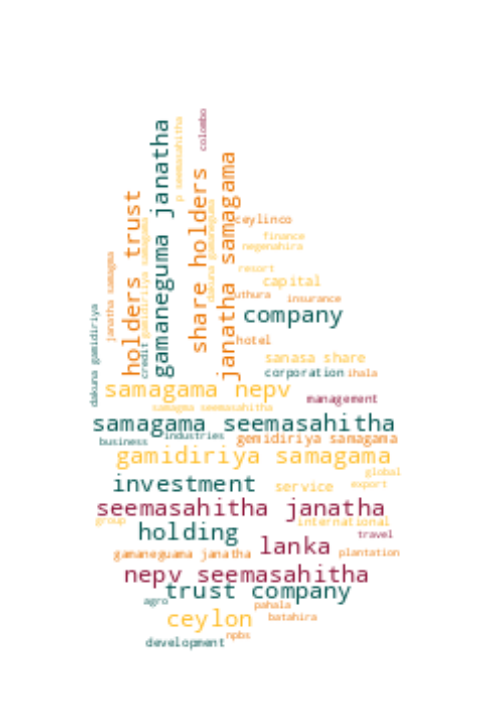 colombo
p seemasahitha
gamaneguma janatha
janatha samagama
share holders
holders trust
dakuna gamaneguma
gamidiriya samagama
janatha samagma
dakuna gamidiriya
credit
ceylinco
finance
negenahira
resort
capital
uthura
insurance
company
hotel
sanasa share
corporation
ihala
samagama nepv
management
samagma seemasahitha
samagama seemasahitha
industries
business
gemidiriya samagama
gamidiriya samagama
global
investment
service
export
seemasahitha janatha
group
international
holding
travel
lanka
gamaneguama janatha
plantation
nepv seemasahitha
trust company
agro
pahala
ceylon
batahira
npbs
development